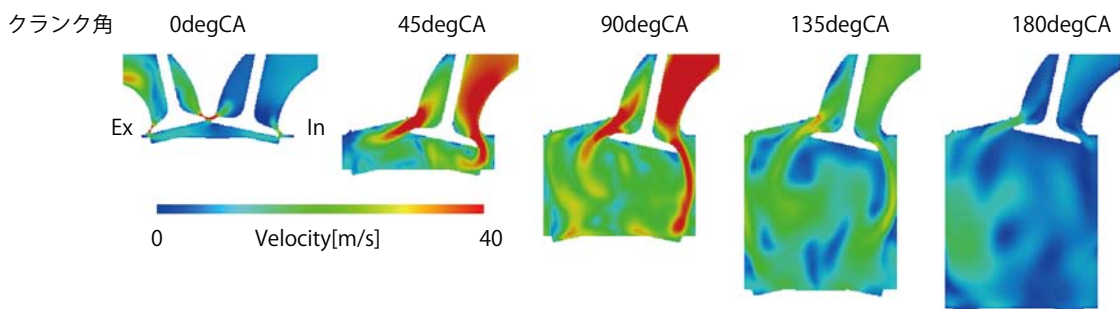 クランク角 0degCA 45degCA 90degCA 135degCA 180degCA
Ex In
0 Velocity[m/s] 40